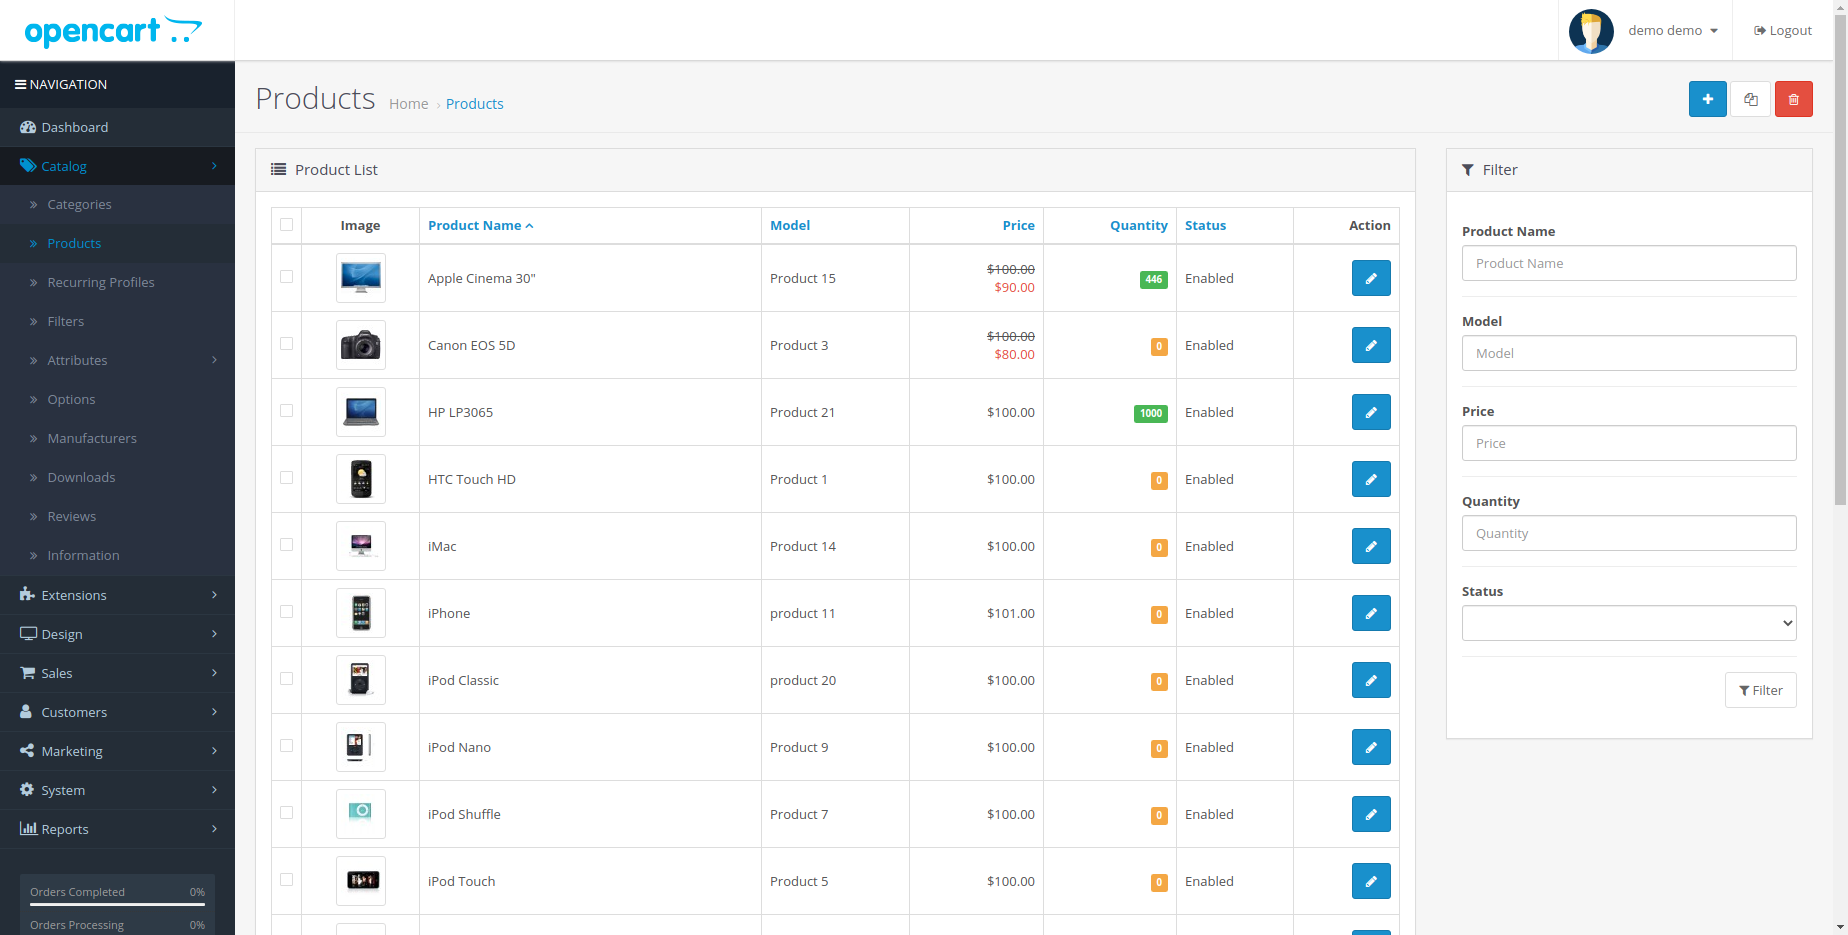 opencart
demo demo
Logout
NAVIGATION
Dashboard
Catalog
Categories
Products
Recurring Profiles
Filters
Attributes
Options
Manufacturers
Downloads
Reviews
Information
Extensions
Design
Sales
Customers
Marketing
System
Reports
Orders Completed 0%
Orders Processing 0%
Products Home › Products
Product List
Image Product Name Model Price Quantity Status Action
Apple Cinema 30" Product 15 $100.00 $90.00 446 Enabled
Canon EOS 5D Product 3 $100.00 $80.00 0 Enabled
HP LP3065 Product 21 $100.00 1000 Enabled
HTC Touch HD Product 1 $100.00 0 Enabled
iMac Product 14 $100.00 0 Enabled
iPhone product 11 $101.00 0 Enabled
iPod Classic product 20 $100.00 0 Enabled
iPod Nano Product 9 $100.00 0 Enabled
iPod Shuffle Product 7 $100.00 0 Enabled
iPod Touch Product 5 $100.00 0 Enabled
Filter
Product Name
Product Name
Model
Model
Price
Price
Quantity
Quantity
Status
Filter